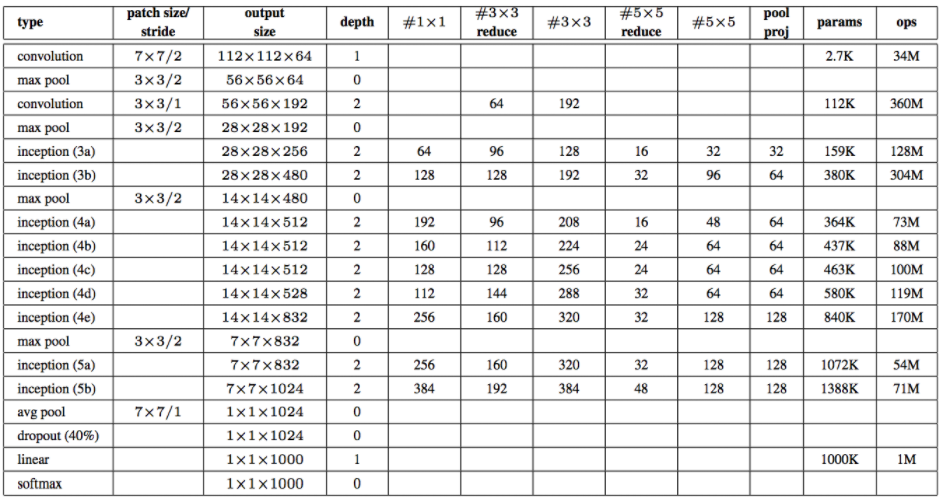 type patch size/ stride output size depth #1×1 #3×3 reduce #3×3 #5×5 reduce #5×5 pool proj params ops
convolution 7×7/2 112×112×64 1 2.7K 34M
max pool 3×3/2 56×56×64 0
convolution 3×3/1 56×56×192 2 64 192 112K 360M
max pool 3×3/2 28×28×192 0
inception (3a) 28×28×256 2 64 96 128 16 32 32 159K 128M
inception (3b) 28×28×480 2 128 128 192 32 96 64 380K 304M
max pool 3×3/2 14×14×480 0
inception (4a) 14×14×512 2 192 96 208 16 48 64 364K 73M
inception (4b) 14×14×512 2 160 112 224 24 64 64 437K 88M
inception (4c) 14×14×512 2 128 128 256 24 64 64 463K 100M
inception (4d) 14×14×528 2 112 144 288 32 64 64 580K 119M
inception (4e) 14×14×832 2 256 160 320 32 128 128 840K 170M
max pool 3×3/2 7×7×832 0
inception (5a) 7×7×832 2 256 160 320 32 128 128 1072K 54M
inception (5b) 7×7×1024 2 384 192 384 48 128 128 1388K 71M
avg pool 7×7/1 1×1×1024 0
dropout (40%) 1×1×1024 0
linear 1×1×1000 1 1000K 1M
softmax 1×1×1000 0